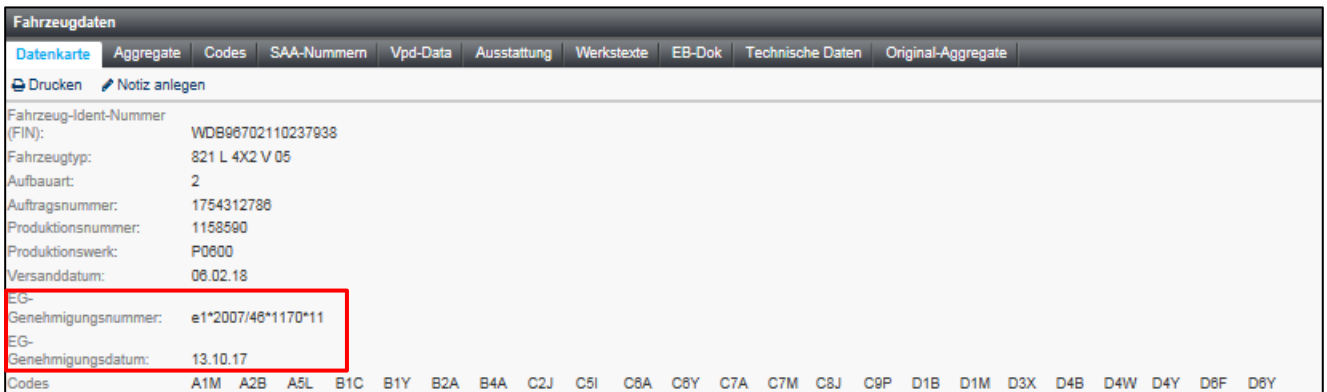 Fahrzeugdaten
Datenkarte Aggregate Codes SAA-Nummern Vpd-Data Ausstattung Werkstexte EB-Dok Technische Daten Original-Aggregate
Drucken Notiz anlegen
Fahrzeug-Ident-Nummer
(FIN): WDB96702110237938
Fahrzeugtyp: 821 L 4X2 V 05
Aufbauart: 2
Auftragsnummer: 1754312786
Produktionsnummer: 1158590
Produktionswerk: P0600
Versanddatum: 06.02.18
EG-
Genehmigungsnummer: e1*2007/46*1170*11
EG-
Genehmigungsdatum: 13.10.17
Codes A1M A2B A5L B1C B1Y B2A B4A C2J C5I C6A C6Y C7A C7M C8J C9P D1B D1M D3X D4B D4W D4Y D6F D6Y